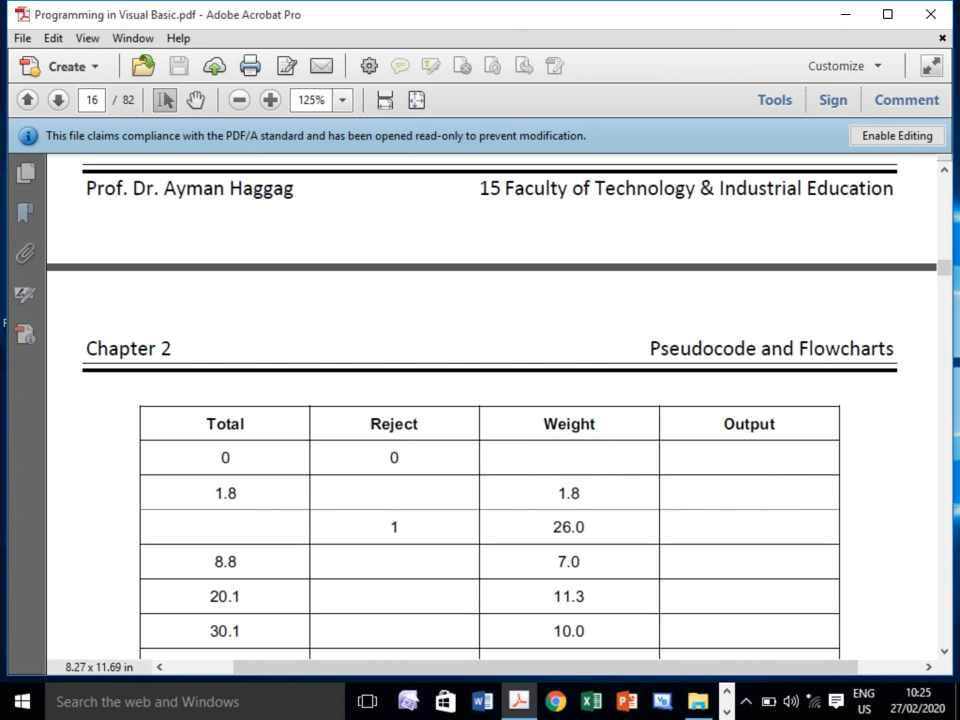 Programming in Visual Basic.pdf - Adobe Acrobat Pro
File Edit View Window Help
Create
Customize
16 / 82
125%
Tools Sign Comment
This file claims compliance with the PDF/A standard and has been opened read-only to prevent modification.
Enable Editing
Prof. Dr. Ayman Haggag 15 Faculty of Technology & Industrial Education
Chapter 2 Pseudocode and Flowcharts
Total Reject Weight Output
0 0
1.8 1.8
1 26.0
8.8 7.0
20.1 11.3
30.1 10.0
8.27 x 11.69 in
Search the web and Windows
ENG
US
10:25
27/02/2020